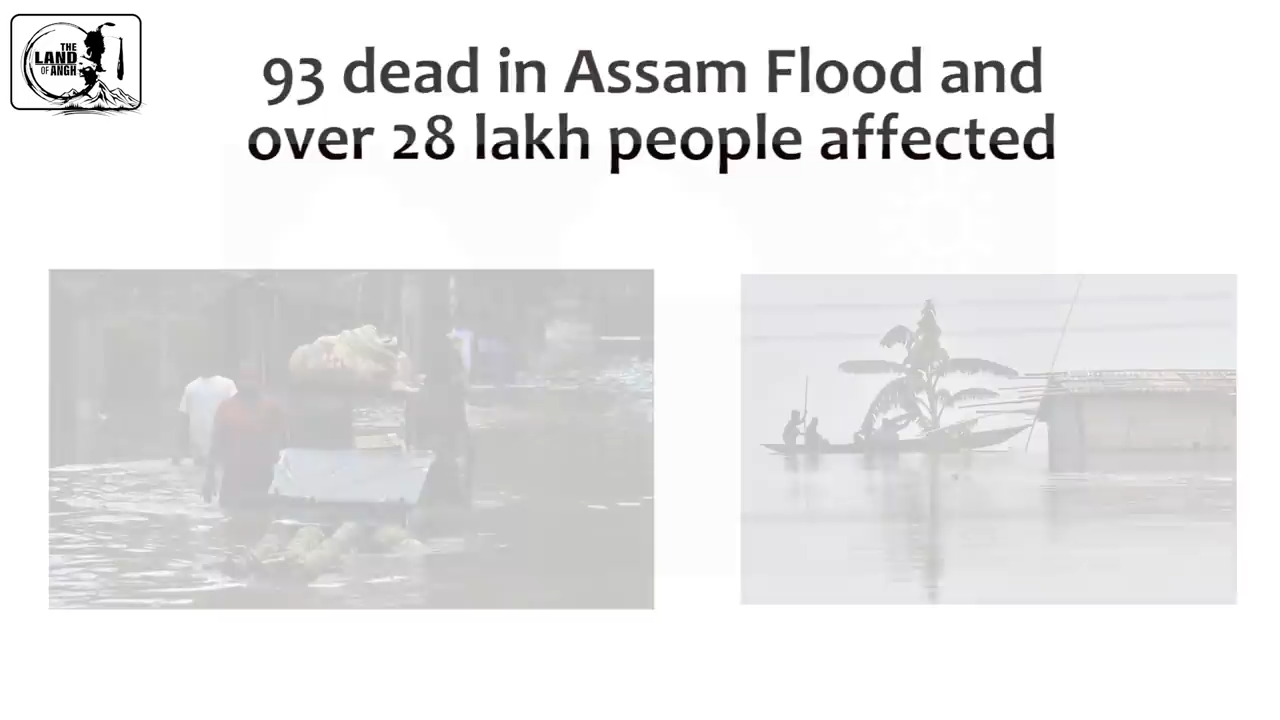 THE
LAND
OF ANGH
93 dead in Assam Flood and
over 28 lakh people affected